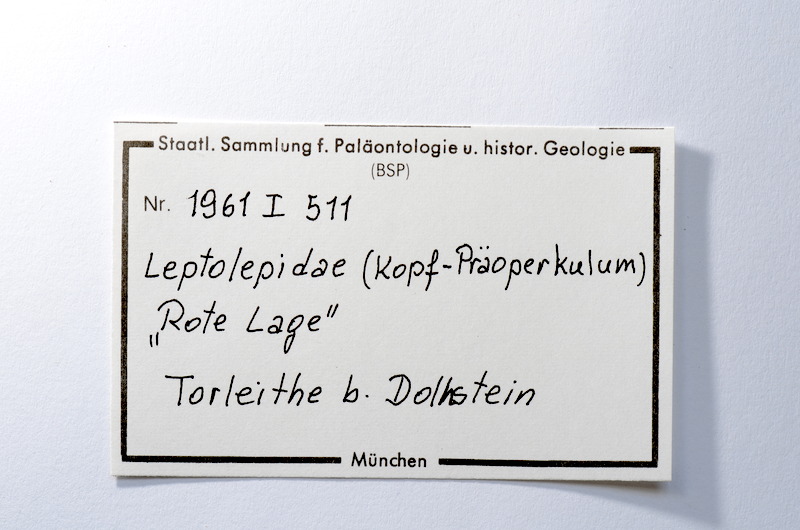 Staatl. Sammlung f. Paläontologie u. histor. Geologie
(BSP)
Nr. 1961 I 511
Leptolepidae (Kopf-Präoperkulum)
„Rote Lage"
Torleithe b. Dollnstein
München